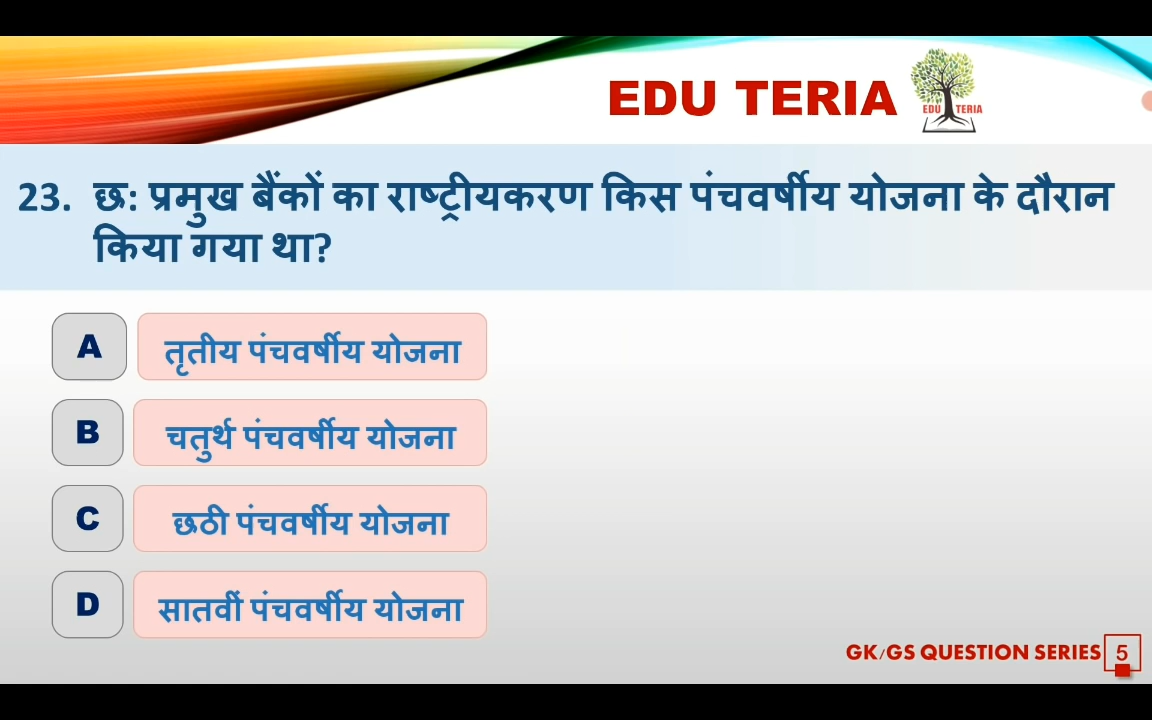 EDU TERIA
EDU TERIA
23. छ: प्रमुख बैंकों का राष्ट्रीयकरण किस पंचवर्षीय योजना के दौरान
किया गया था?
A तृतीय पंचवर्षीय योजना
B चतुर्थ पंचवर्षीय योजना
C छठी पंचवर्षीय योजना
D सातवीं पंचवर्षीय योजना
GK/GS QUESTION SERIES 5